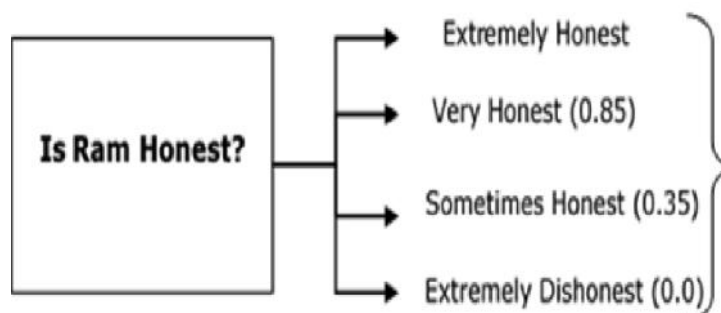 Is Ram Honest?
Extremely Honest
Very Honest (0.85)
Sometimes Honest (0.35)
Extremely Dishonest (0.0)